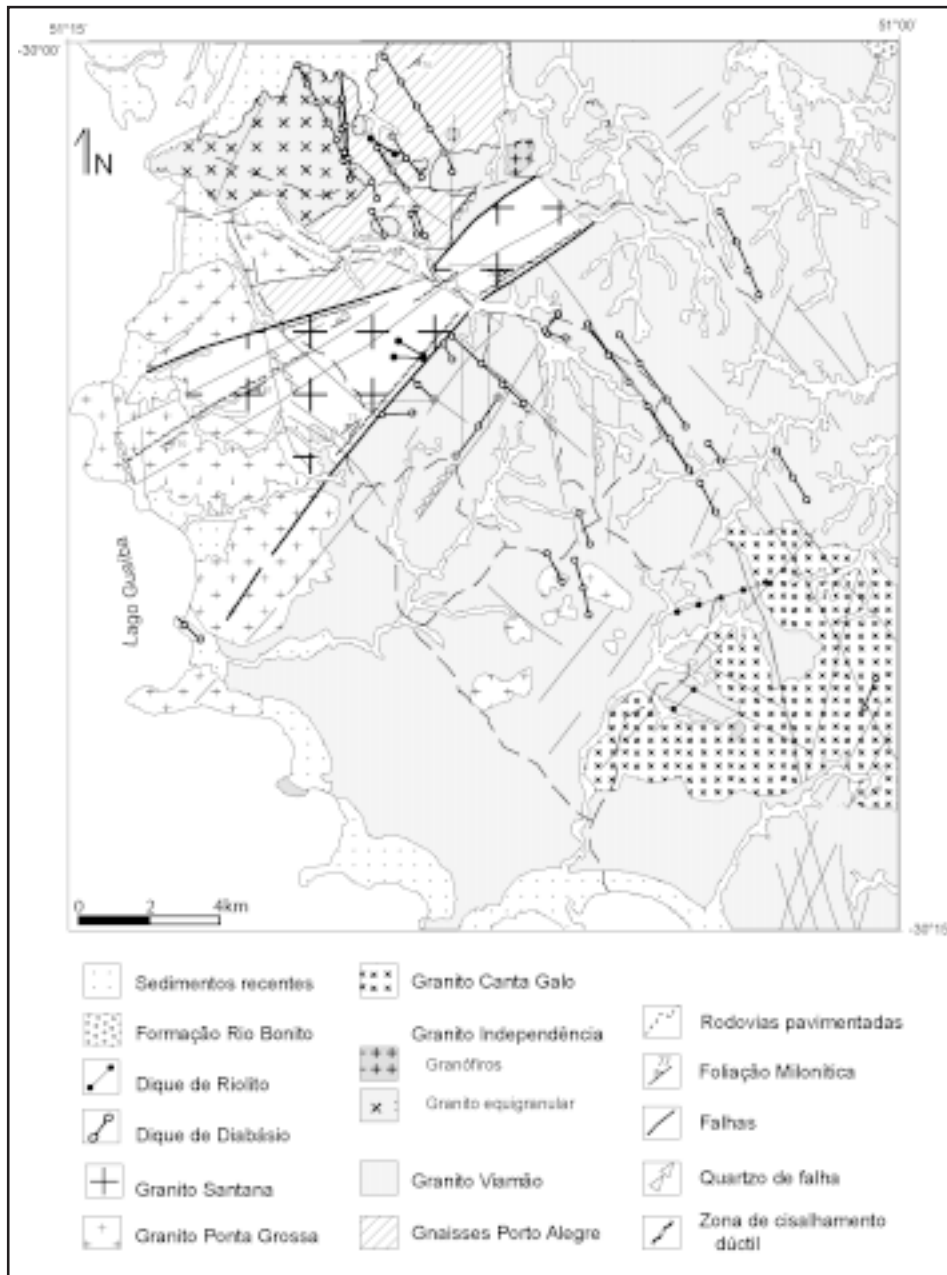 51°15'
51°00'
-30°00'
N
Lago Guaíba
0 2 4km
-30°15'
Sedimentos recentes
Formação Rio Bonito
Dique de Riolito
Dique de Diabásio
Granito Santana
Granito Ponta Grossa
Granito Canta Galo
Granito Independência
Granófiros
Granito equigranular
Granito Viamão
Gnaisses Porto Alegre
Rodovias pavimentadas
Foliação Milonítica
Falhas
Quartzo de falha
Zona de cisalhamento
dúctil